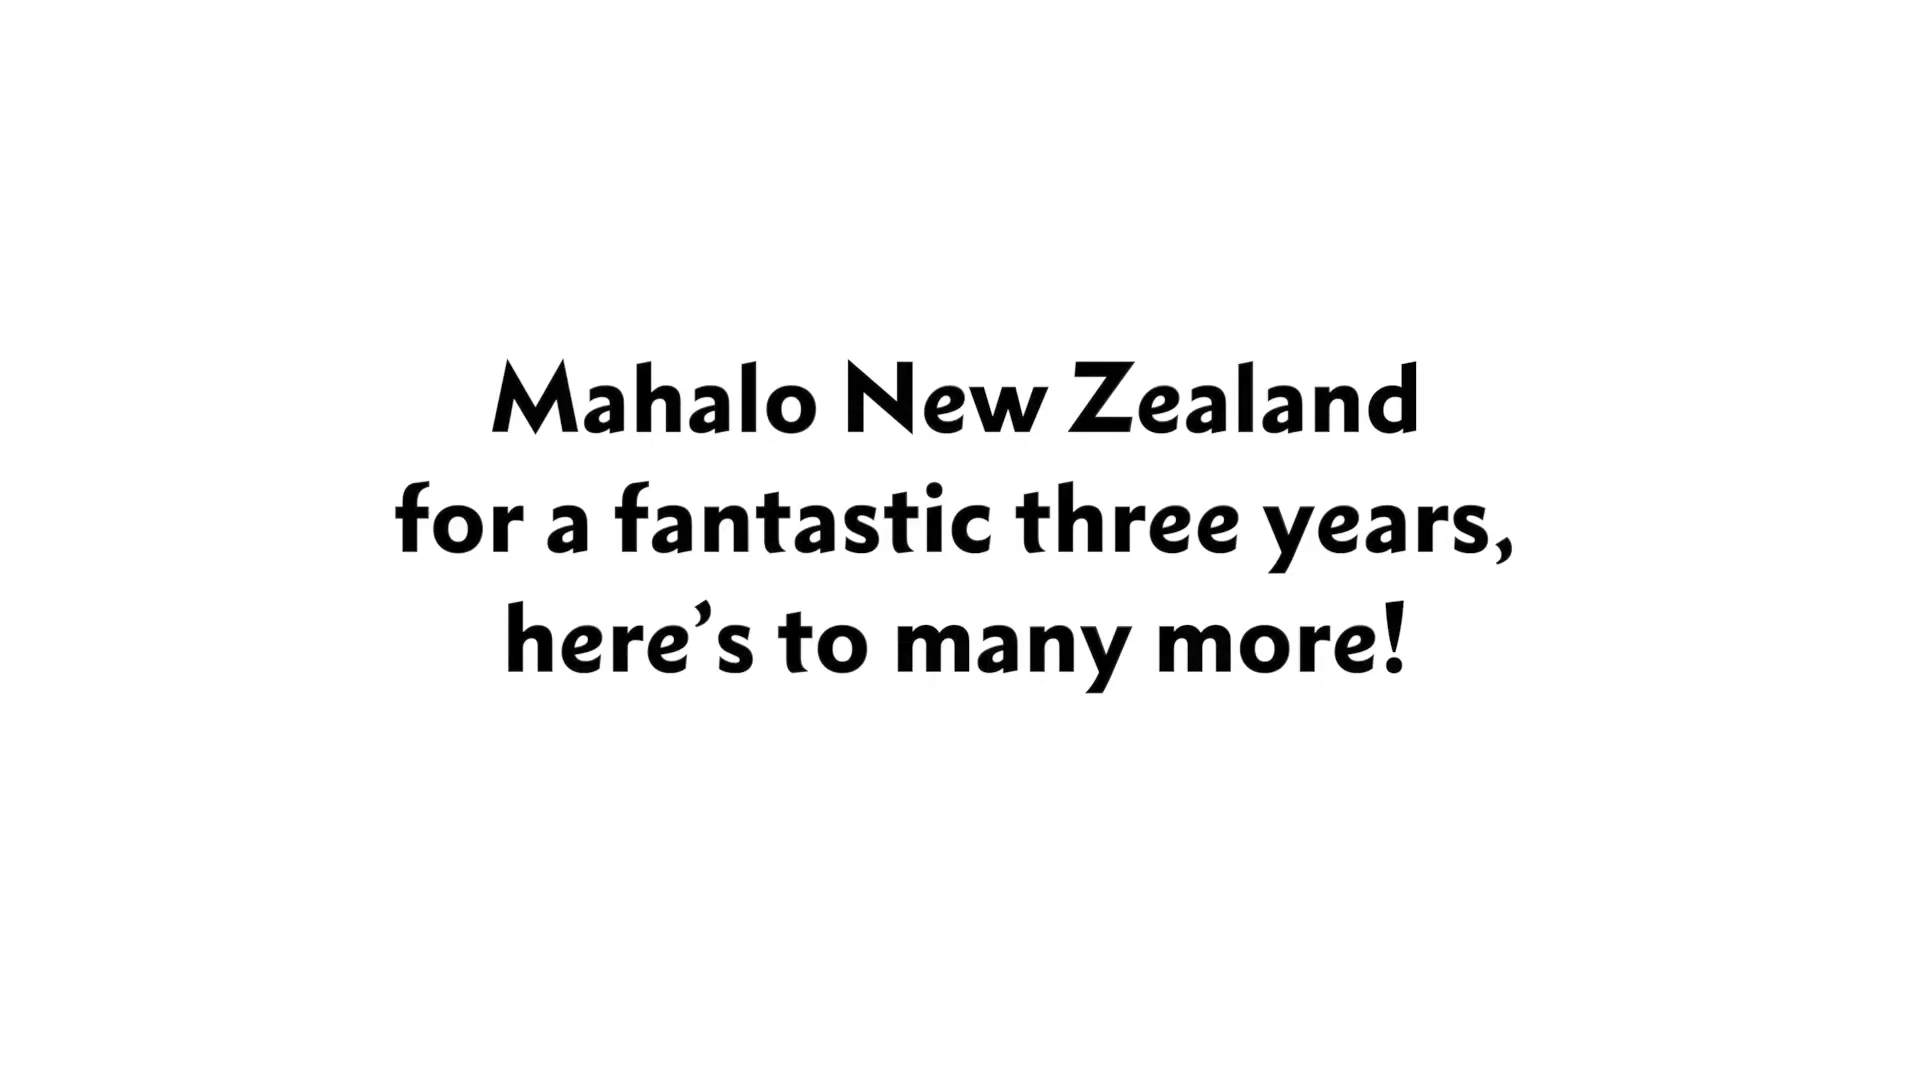 Mahalo New Zealand
for a fantastic three years,
here’s to many more!